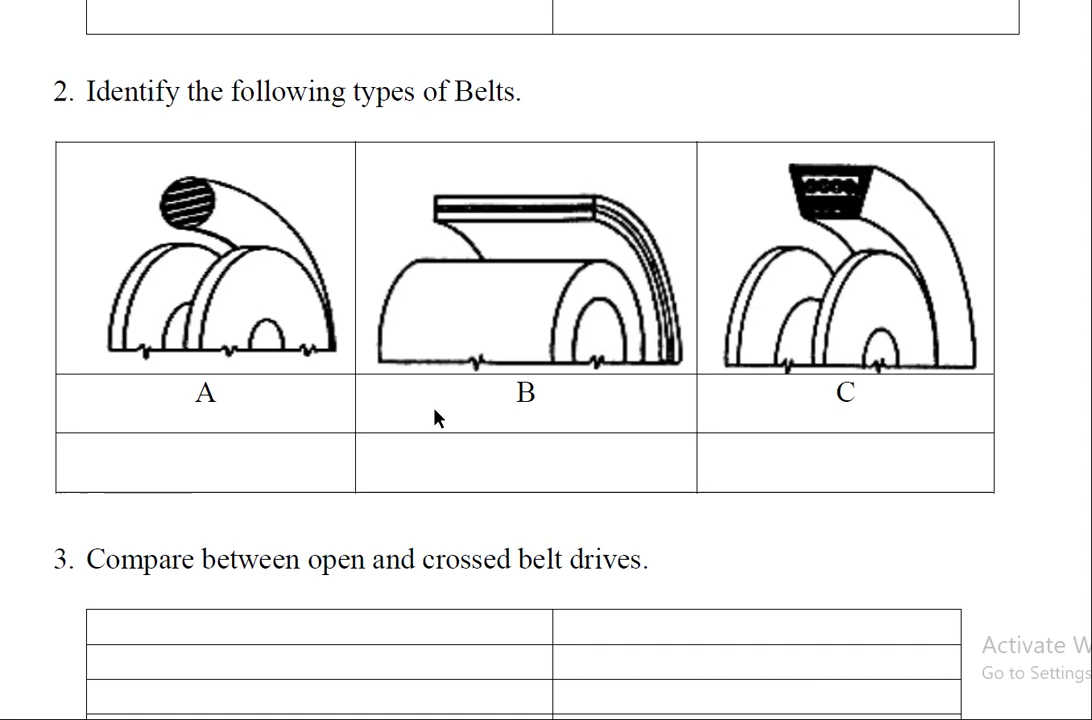 2. Identify the following types of Belts.
A B C
3. Compare between open and crossed belt drives.
Activate W
Go to Settings